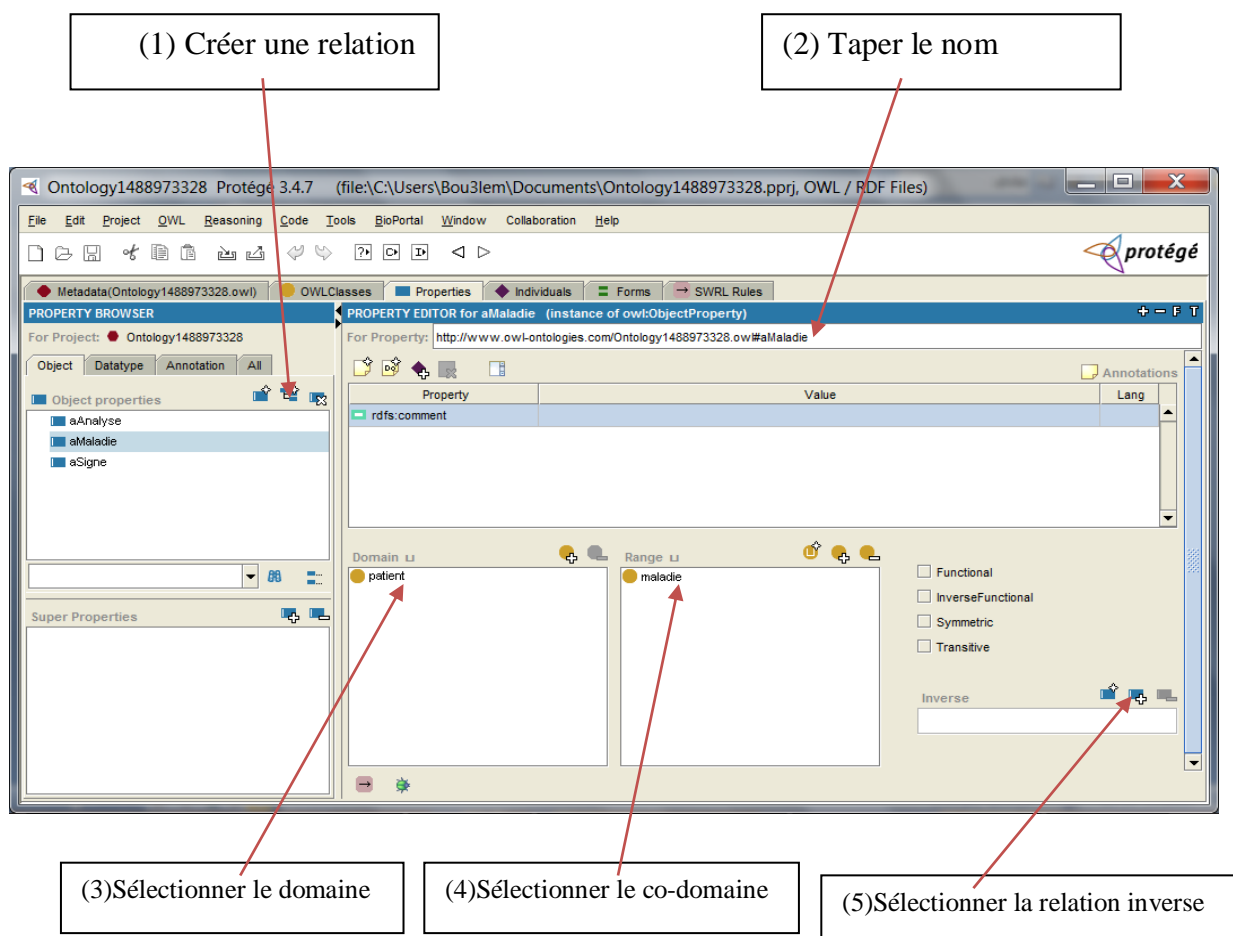 (1) Créer une relation
(2) Taper le nom
Ontology1488973328 Protégé 3.4.7 (file:\C:\Users\Bou3lem\Documents\Ontology1488973328.pprj, OWL / RDF Files)
File Edit Project OWL Reasoning Code Tools BioPortal Window Collaboration Help
protégé
Metadata(Ontology1488973328.owl) OWLClasses Properties Individuals Forms SWRL Rules
PROPERTY BROWSER
PROPERTY EDITOR for aMaladie (instance of owl:ObjectProperty)
F T
For Project: Ontology1488973328
For Property: http://www.owl-ontologies.com/Ontology1488973328.owl#aMaladie
Object Datatype Annotation All
Annotations
Object properties
Property Value Lang
aAnalyse
rdfs:comment
aMaladie
aSigne
Domain
Range
patient
maladie
Functional
InverseFunctional
Symmetric
Transitive
Super Properties
Inverse
(3)Sélectionner le domaine
(4)Sélectionner le co-domaine
(5)Sélectionner la relation inverse